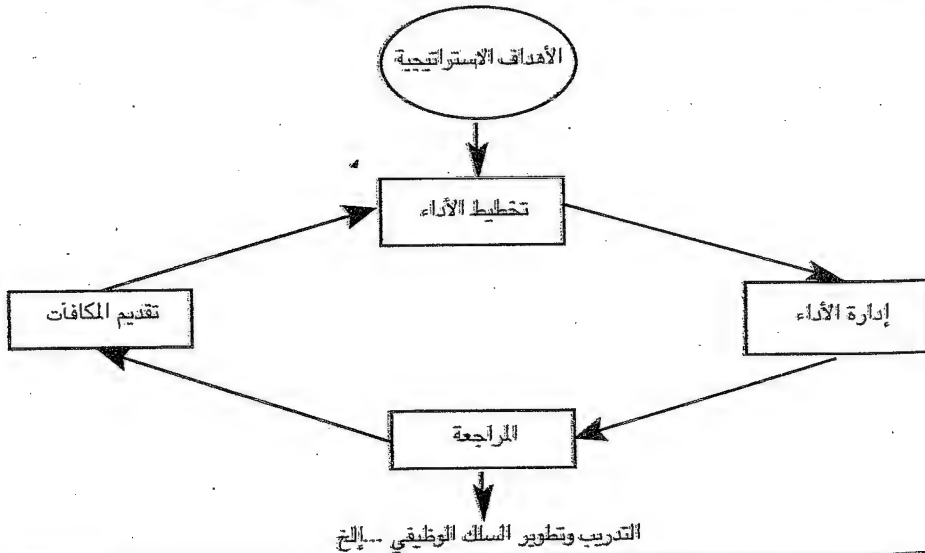 الأهداف الاستراتيجية
تخطيط الأداء
إدارة الأداء
تقديم المكافآت
المراجعة
التدريب وتطوير السلك الوظيفي ...إلخ